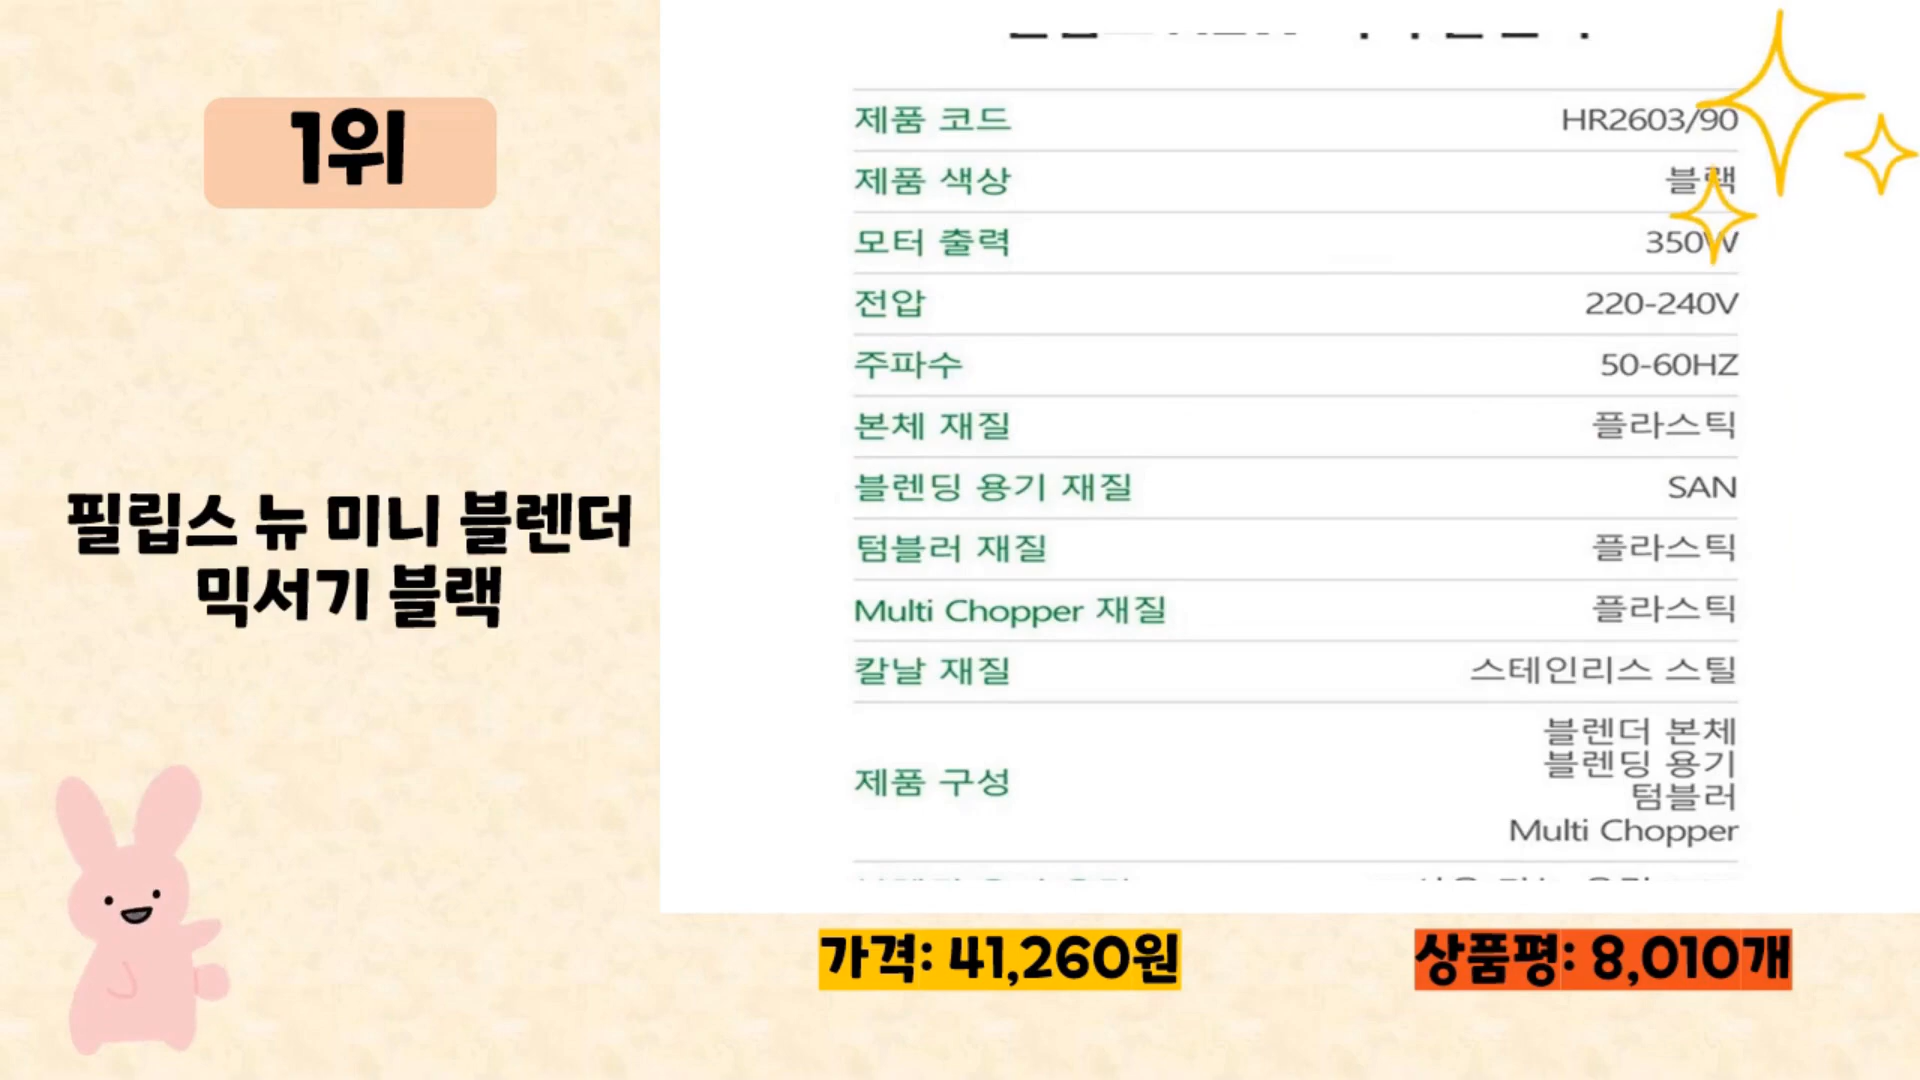 1위
필립스 뉴 미니 블렌더
믹서기 블랙
제품 코드 HR2603/90
제품 색상 블랙
모터 출력 350W
전압 220-240V
주파수 50-60HZ
본체 재질 플라스틱
블렌딩 용기 재질 SAN
텀블러 재질 플라스틱
Multi Chopper 재질 플라스틱
칼날 재질 스테인리스 스틸
제품 구성
블렌더 본체
블렌딩 용기
텀블러
Multi Chopper
가격: 41,260원
상품평: 8,010개